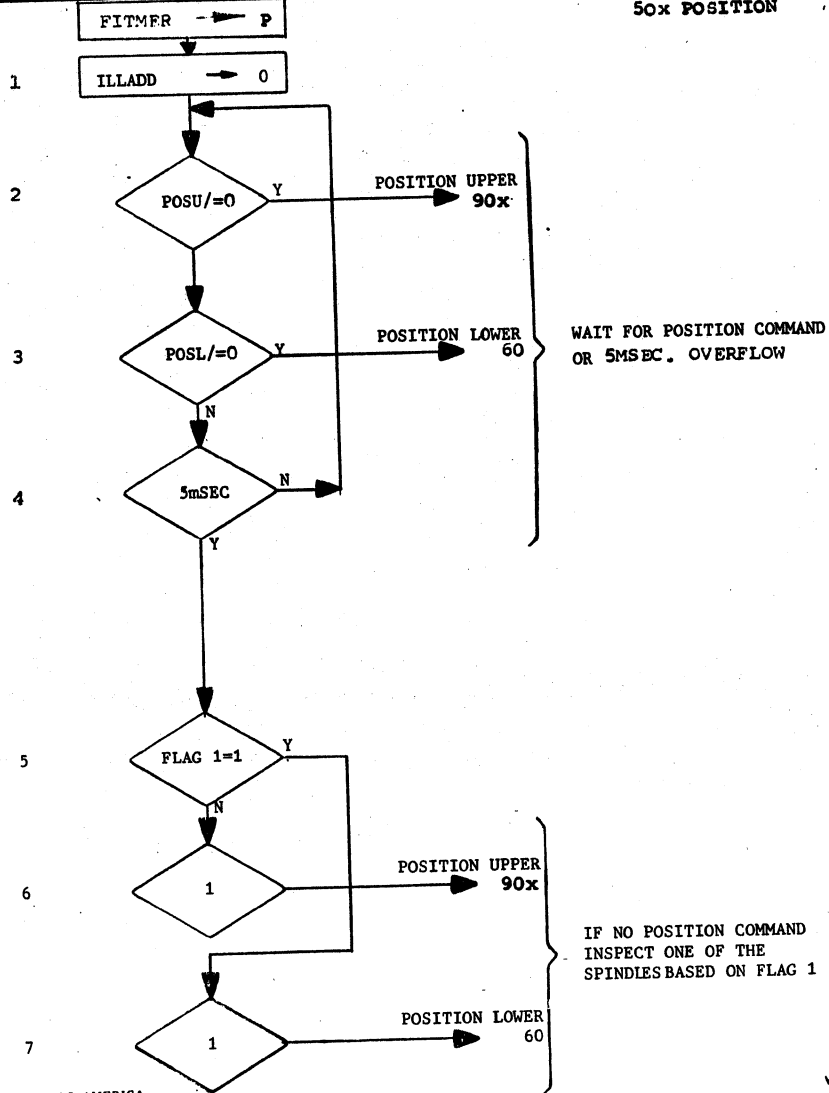 50x POSITION
FITMFR → P
1
ILLADD → 0
2
POSU/=0
Y
POSITION UPPER
90x
3
POSL/=0
Y
POSITION LOWER
60
WAIT FOR POSITION COMMAND
OR 5MSEC. OVERFLOW
N
4
5mSEC
N
Y
5
FLAG 1=1
Y
N
6
1
POSITION UPPER
90x
IF NO POSITION COMMAND
INSPECT ONE OF THE
SPINDLES BASED ON FLAG 1
7
1
POSITION LOWER
60
AMERICA